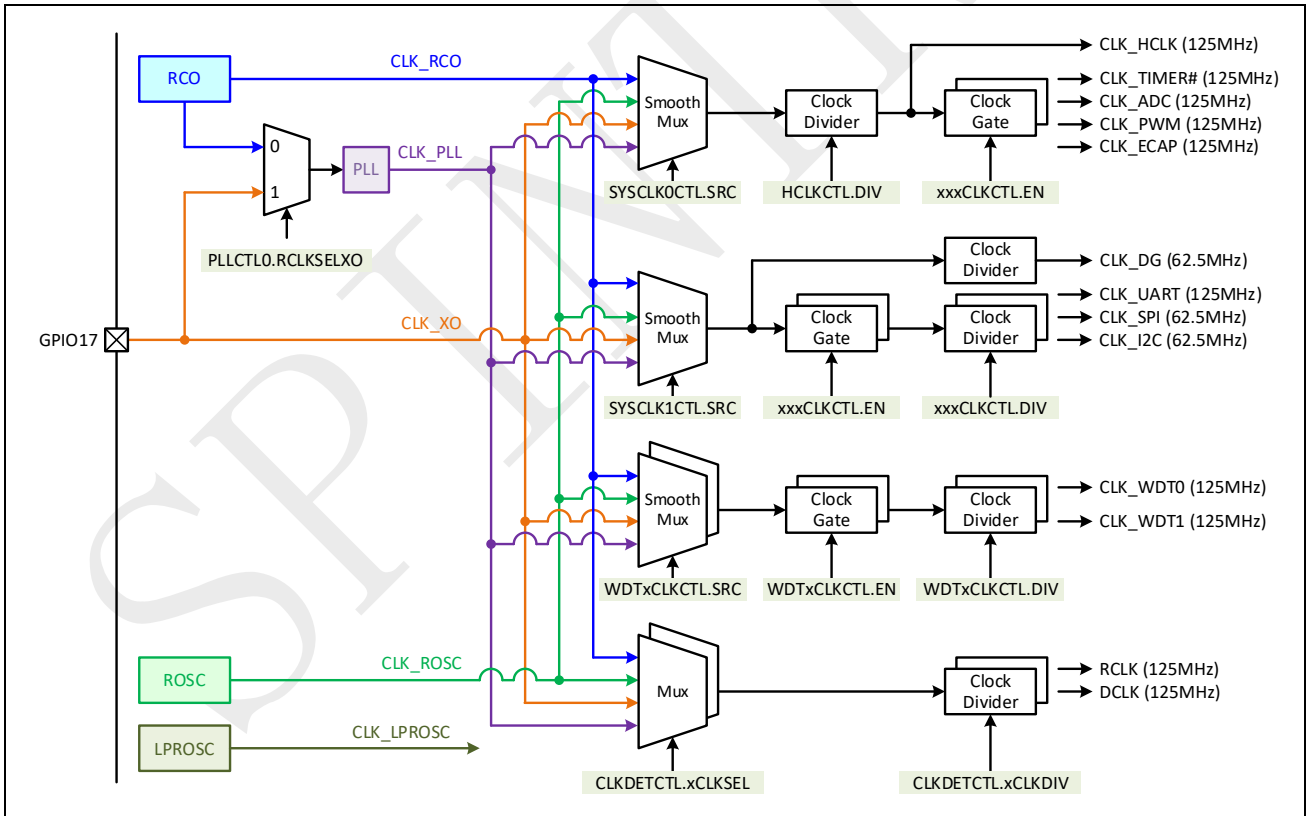 RCO
CLK_RCO
0
1
PLL
CLK_PLL
PLLCTL0.RCLKSELXO
GPIO17
CLK_XO
ROSC
CLK_ROSC
LPROSC
CLK_LPROSC
Smooth
Mux
SYSCLK0CTL.SRC
Clock
Divider
HCLKCTL.DIV
Clock
Gate
xxxCLKCTL.EN
CLK_HCLK (125MHz)
CLK_TIMER# (125MHz)
CLK_ADC (125MHz)
CLK_PWM (125MHz)
CLK_ECAP (125MHz)
Smooth
Mux
SYSCLK1CTL.SRC
Clock
Gate
xxxCLKCTL.EN
Clock
Divider
Clock
Divider
xxxCLKCTL.DIV
CLK_DG (62.5MHz)
CLK_UART (125MHz)
CLK_SPI (62.5MHz)
CLK_I2C (62.5MHz)
Smooth
Mux
WDTxCLKCTL.SRC
Clock
Gate
WDTxCLKCTL.EN
Clock
Divider
WDTxCLKCTL.DIV
CLK_WDT0 (125MHz)
CLK_WDT1 (125MHz)
Mux
CLKDETCTL.xCLKSEL
Clock
Divider
CLKDETCTL.xCLKDIV
RCLK (125MHz)
DCLK (125MHz)
SPINT